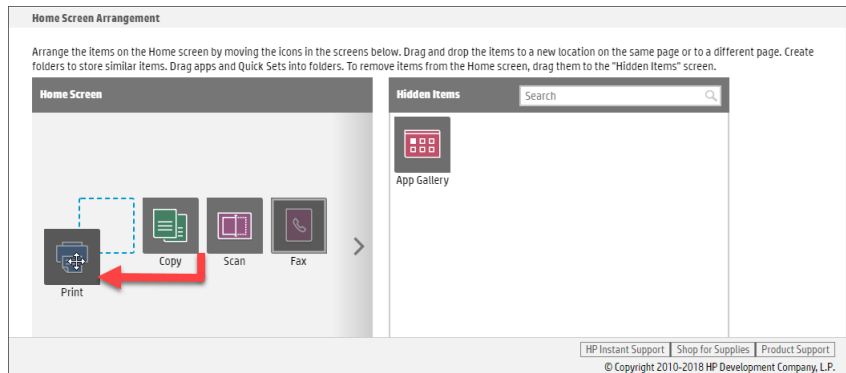 Home Screen Arrangement
Arrange the items on the Home screen by moving the icons in the screens below. Drag and drop the items to a new location on the same page or to a different page. Create
folders to store similar items. Drag apps and Quick Sets into folders. To remove items from the Home screen, drag them to the "Hidden Items" screen.
Home Screen
Hidden Items
Search
App Gallery
Copy
Scan
Fax
Print
HP Instant Support
Shop for Supplies
Product Support
© Copyright 2010-2018 HP Development Company, L.P.